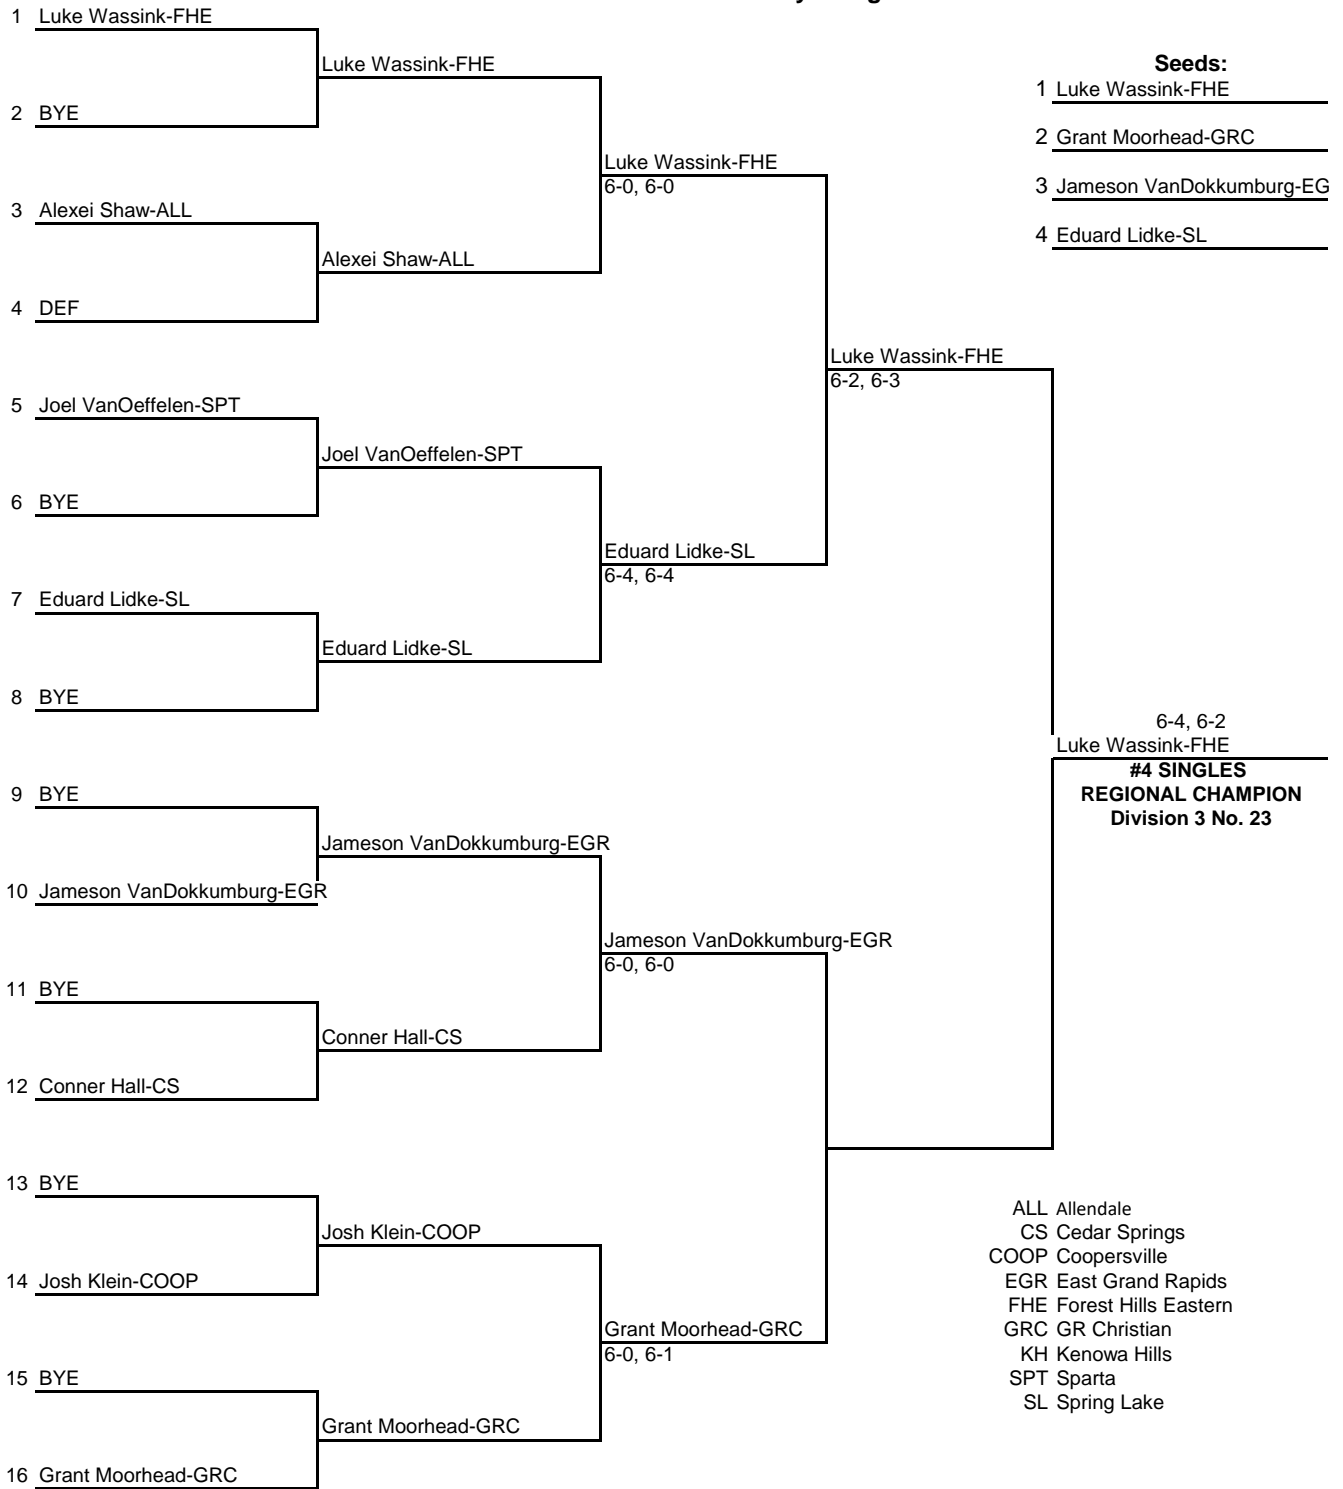 1 Luke Wassink-FHE
Luke Wassink-FHE
2 BYE
Luke Wassink-FHE
6-0, 6-0
3 Alexei Shaw-ALL
Alexei Shaw-ALL
4 DEF
Luke Wassink-FHE
6-2, 6-3
5 Joel VanOeffelen-SPT
Joel VanOeffelen-SPT
6 BYE
Eduard Lidke-SL
6-4, 6-4
7 Eduard Lidke-SL
Eduard Lidke-SL
8 BYE
6-4, 6-2
Luke Wassink-FHE
#4 SINGLES
REGIONAL CHAMPION
Division 3 No. 23
9 BYE
Jameson VanDokkumburg-EGR
10 Jameson VanDokkumburg-EGR
Jameson VanDokkumburg-EGR
6-0, 6-0
11 BYE
Conner Hall-CS
12 Conner Hall-CS
13 BYE
Josh Klein-COOP
14 Josh Klein-COOP
Grant Moorhead-GRC
6-0, 6-1
15 BYE
Grant Moorhead-GRC
16 Grant Moorhead-GRC
Seeds:
1 Luke Wassink-FHE
2 Grant Moorhead-GRC
3 Jameson VanDokkumburg-EG
4 Eduard Lidke-SL
ALL Allendale
CS Cedar Springs
COOP Coopersville
EGR East Grand Rapids
FHE Forest Hills Eastern
GRC GR Christian
KH Kenowa Hills
SPT Sparta
SL Spring Lake